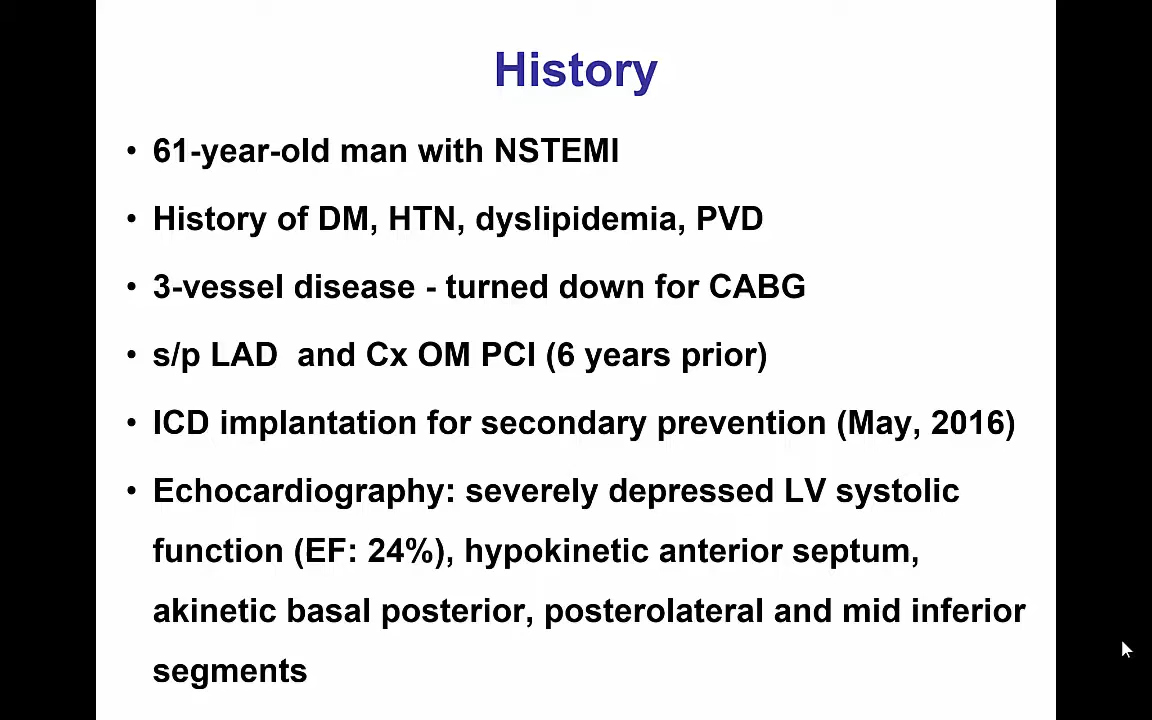 History
• 61-year-old man with NSTEMI
• History of DM, HTN, dyslipidemia, PVD
• 3-vessel disease - turned down for CABG
• s/p LAD  and Cx OM PCI (6 years prior)
• ICD implantation for secondary prevention (May, 2016)
• Echocardiography: severely depressed LV systolic
function (EF: 24%), hypokinetic anterior septum,
akinetic basal posterior, posterolateral and mid inferior
segments